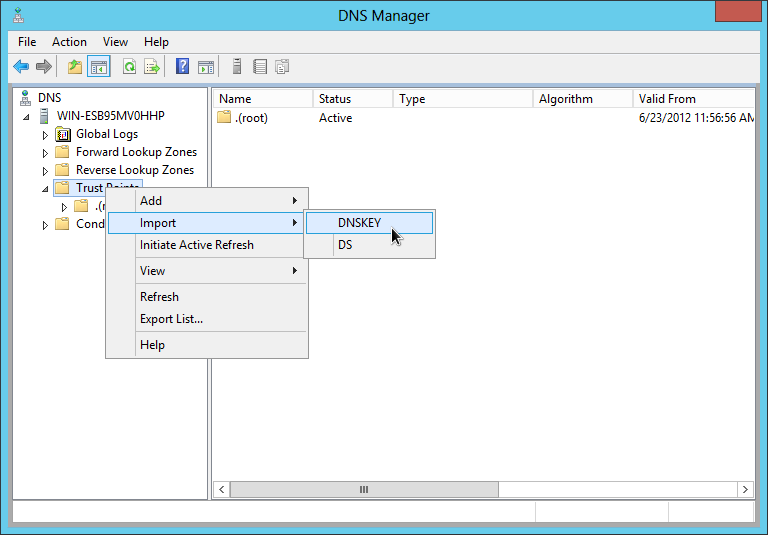 DNS Manager
File Action View Help
DNS
WIN-ESB95MV0HHP
Global Logs
Forward Lookup Zones
Reverse Lookup Zones
Trust Points
.(r
Cond
Name Status Type Algorithm Valid From
.(root) Active 6/23/2012 11:56:56 AM
Add
Import
Initiate Active Refresh
View
Refresh
Export List...
Help
DNSKEY
DS